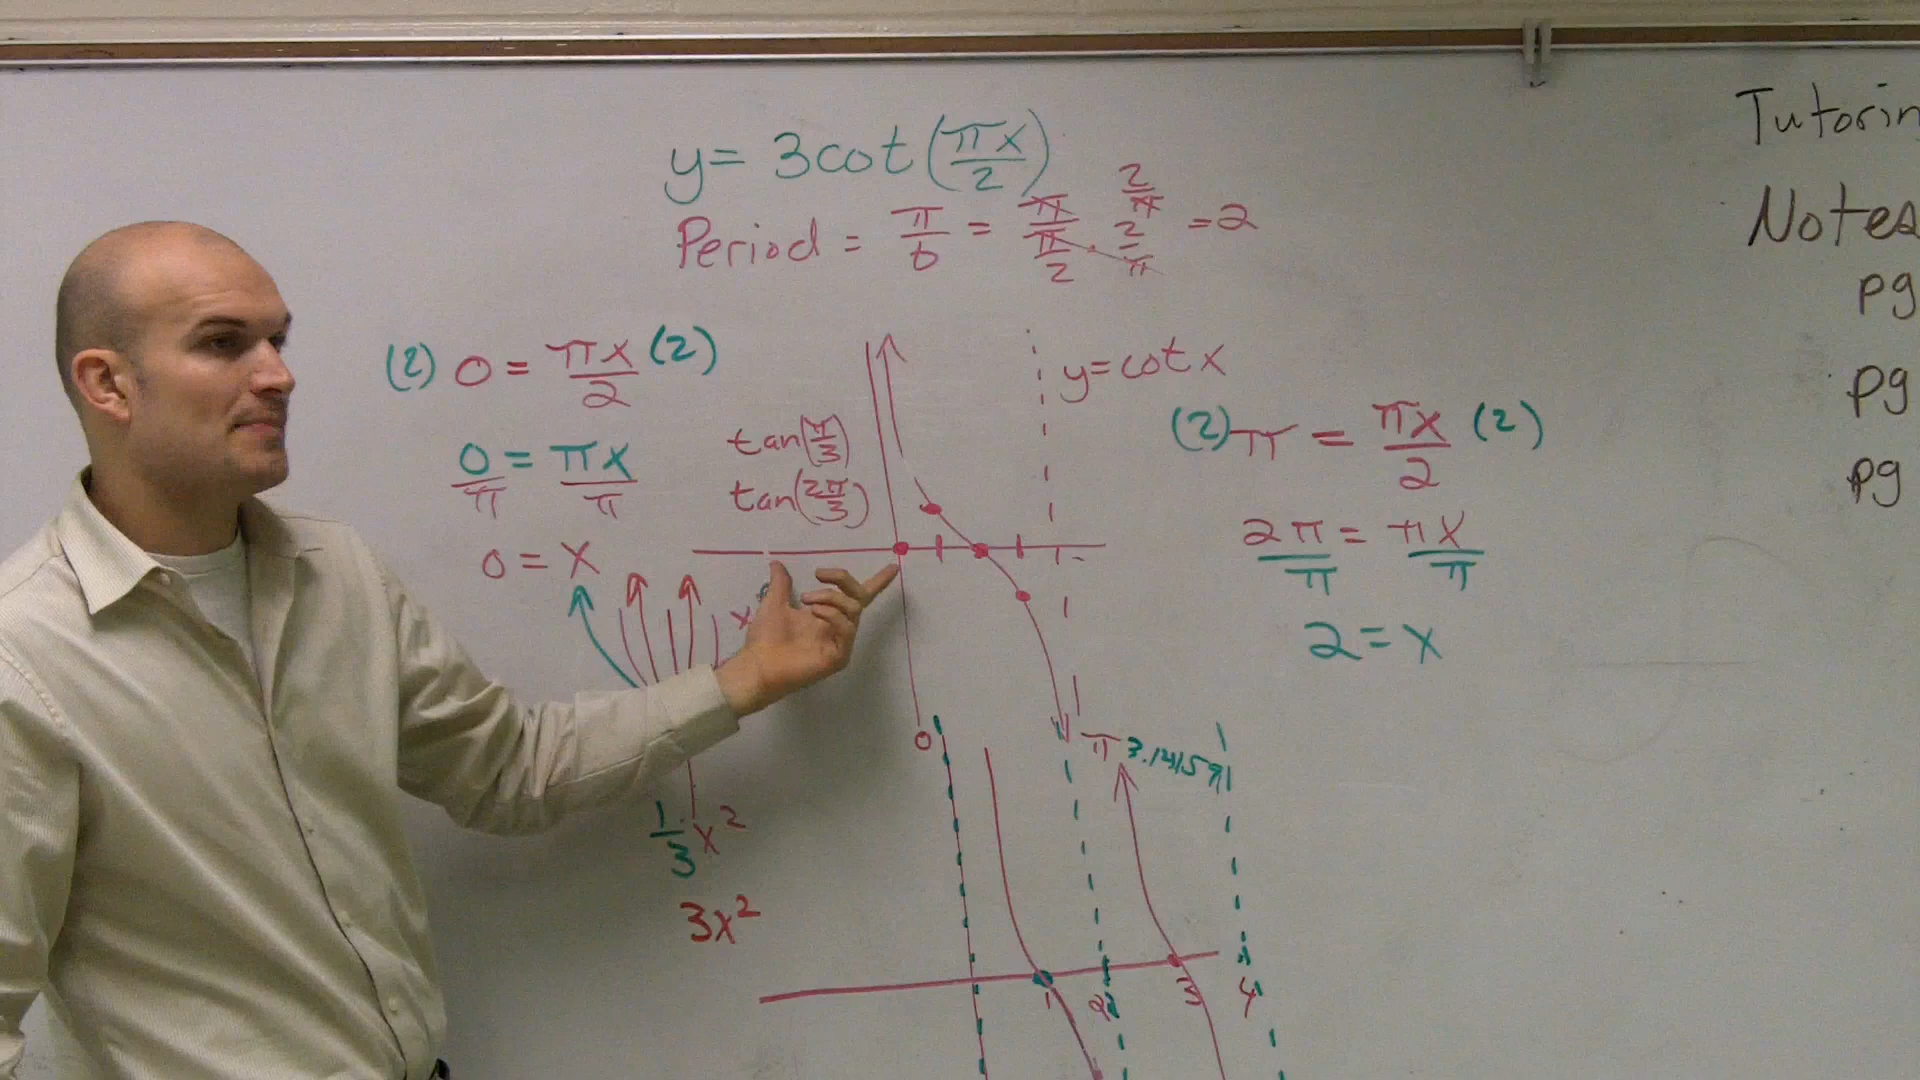 y = 3cot(πx/2)
Period = π/b = π/(π/2) · (2/π)/(2/π) = 2
(2) 0 = πx/2 (2)
0/π = πx/π
0 = x
tan(π/3)
tan(2π/3)
y = cot x
(2) π = πx/2 (2)
2π/π = πx/π
2 = x
x
0
π 3.14159
1/3 x²
3x²
1 2 3 4
Tutorin
Notes
pg
pg
pg